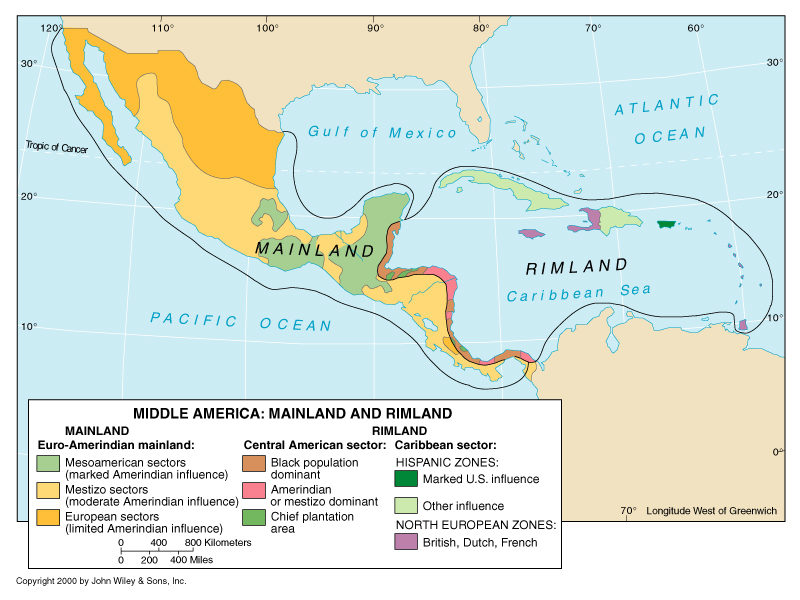 120° 110° 100° 90° 80° 70° 60°
30° 30°
ATLANTIC
OCEAN
Gulf of Mexico
Tropic of Cancer
20° 20°
MAINLAND
RIMLAND
Caribbean Sea
PACIFIC OCEAN
10° 10°
0°
70° Longitude West of Greenwich
MIDDLE AMERICA: MAINLAND AND RIMLAND
MAINLAND
Euro-Amerindian mainland:
Mesoamerican sectors
(marked Amerindian influence)
Mestizo sectors
(moderate Amerindian influence)
European sectors
(limited Amerindian influence)
0 400 800 Kilometers
0 200 400 Miles
RIMLAND
Central American sector:
Black population
dominant
Amerindian
or mestizo dominant
Chief plantation
area
Caribbean sector:
HISPANIC ZONES:
Marked U.S. influence
Other influence
NORTH EUROPEAN ZONES:
British, Dutch, French
Copyright 2000 by John Wiley & Sons, Inc.